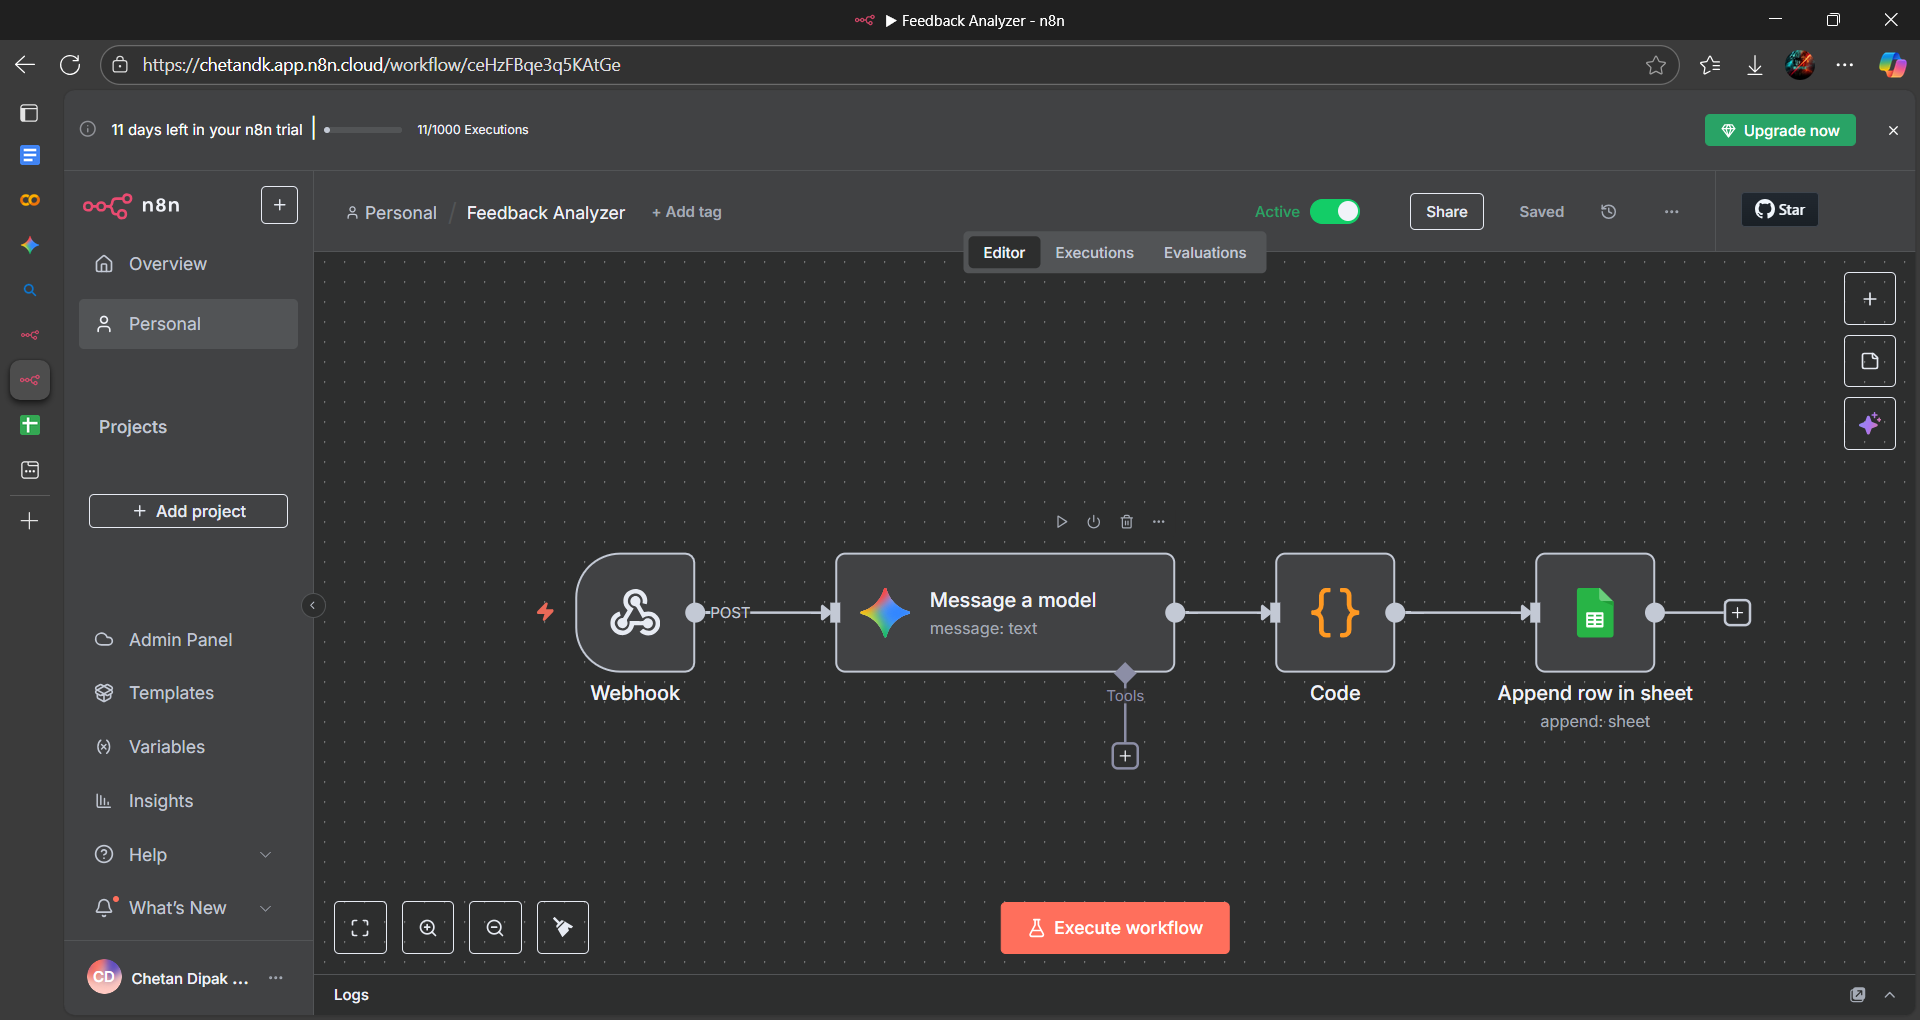 ▶ Feedback Analyzer - n8n
https://chetandk.app.n8n.cloud/workflow/ceHzFBqe3q5KAtGe
11 days left in your n8n trial
11/1000 Executions
Upgrade now
n8n
Personal / Feedback Analyzer + Add tag
Active
Share
Saved
Star
Editor Executions Evaluations
Overview
Personal
Projects
+ Add project
Admin Panel
Templates
Variables
Insights
Help
What's New
CD Chetan Dipak ...
POST
Message a model
message: text
Tools
Webhook
Code
Append row in sheet
append: sheet
Execute workflow
Logs